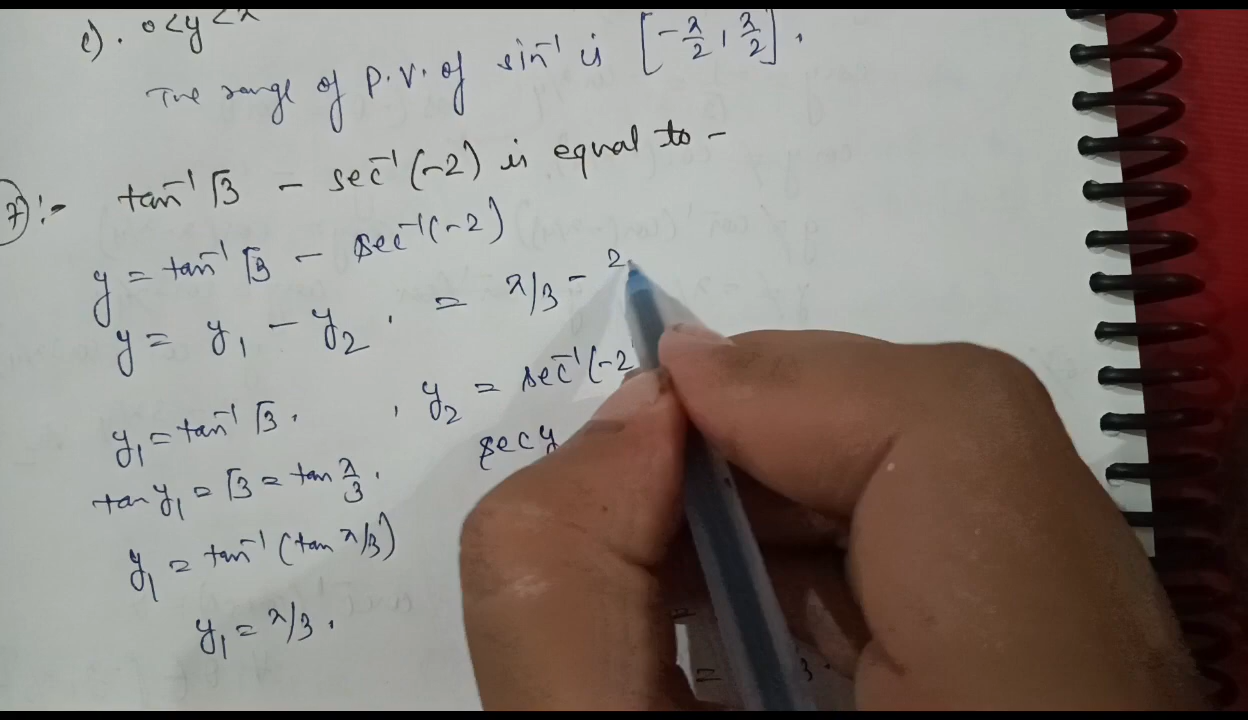 c). 0<y<π
The range of P.V. of sin⁻¹ is [-π/2, π/2].
7):- tan⁻¹ √3 - sec⁻¹(-2) is equal to -
y = tan⁻¹ √3 - sec⁻¹(-2)
y = y₁ - y₂. = π/3 - 2
y₁ = tan⁻¹ √3. , y₂ = sec⁻¹(-2
tan y₁ = √3 = tan π/3. sec y
y₁ = tan⁻¹(tan π/3)
y₁ = π/3. =
= 3.